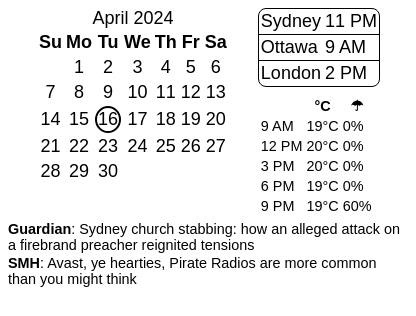 April 2024
Su Mo Tu We Th Fr Sa
1 2 3 4 5 6
7 8 9 10 11 12 13
14 15 16 17 18 19 20
21 22 23 24 25 26 27
28 29 30
Sydney 11 PM
Ottawa 9 AM
London 2 PM
°C ☂
9 AM 19°C 0%
12 PM 20°C 0%
3 PM 20°C 0%
6 PM 19°C 0%
9 PM 19°C 60%
Guardian: Sydney church stabbing: how an alleged attack on
a firebrand preacher reignited tensions
SMH: Avast, ye hearties, Pirate Radios are more common
than you might think